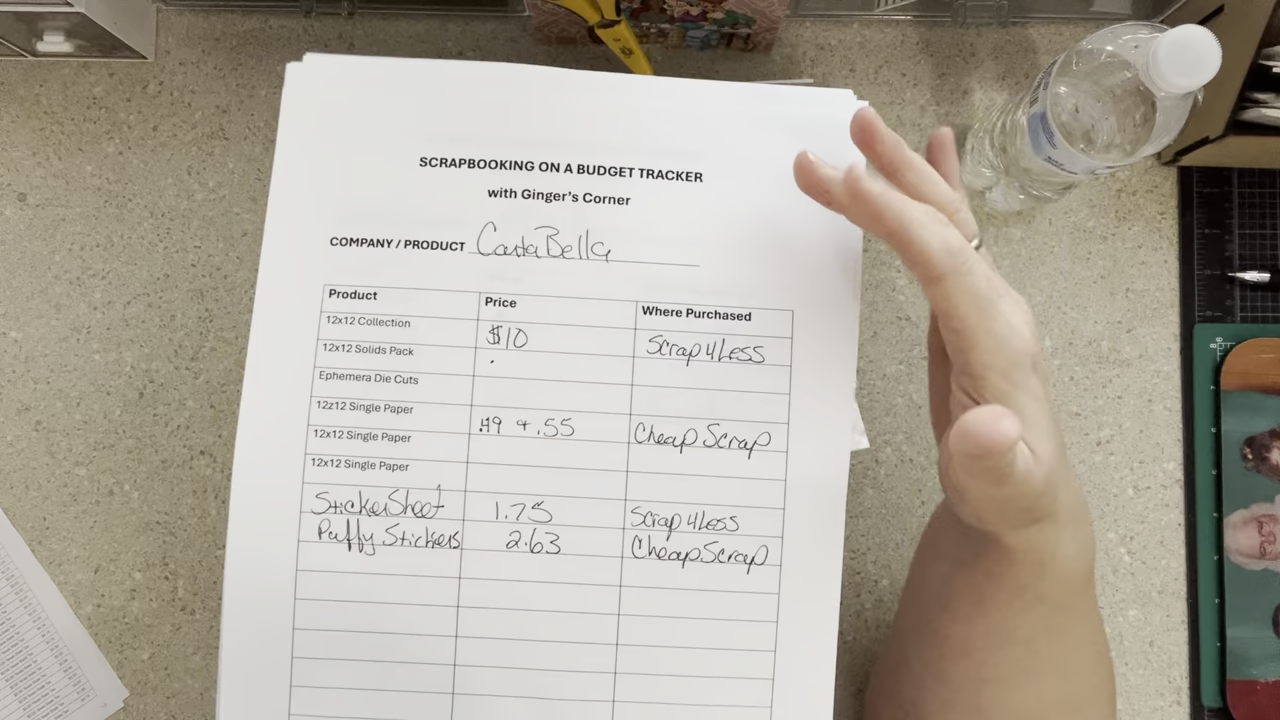 SCRAPBOOKING ON A BUDGET TRACKER
with Ginger's Corner
COMPANY / PRODUCT CartaBella
Product Price Where Purchased
12x12 Collection $10 Scrap4Less
12x12 Solids Pack
Ephemera Die Cuts
12z12 Single Paper .49 + .55 Cheap Scrap
12x12 Single Paper
12x12 Single Paper
StickerSheet 1.75 Scrap4Less
Puffy Stickers 2.63 CheapScrap